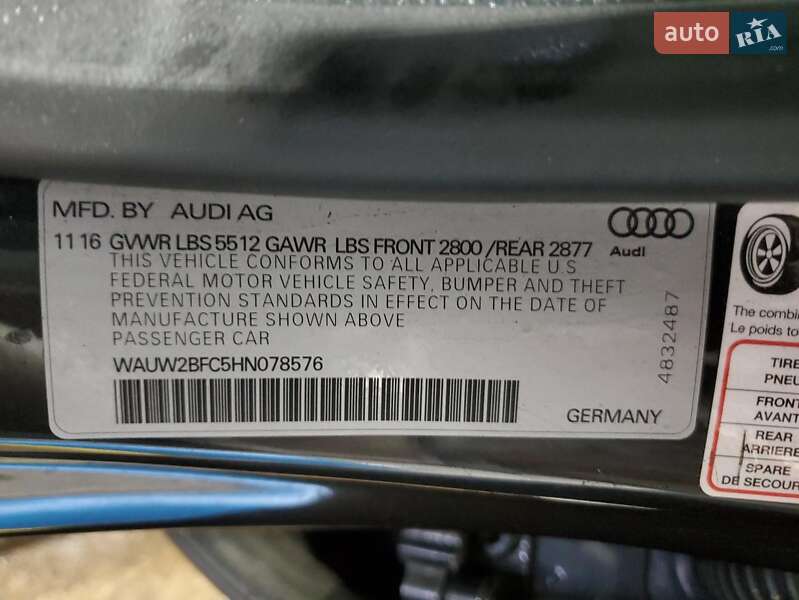 auto RIA .com
MFD. BY AUDI AG
Audi
11 16 GVWR LBS 5512 GAWR LBS FRONT 2800 /REAR 2877
THIS VEHICLE CONFORMS TO ALL APPLICABLE U.S
FEDERAL MOTOR VEHICLE SAFETY, BUMPER AND THEFT
PREVENTION STANDARDS IN EFFECT ON THE DATE OF
MANUFACTURE SHOWN ABOVE
PASSENGER CAR
WAUW2BFC5HN078576
GERMANY
4832487
The combin
Le poids to
TIRE
PNEU
FRONT
AVANT
REAR
ARRIERE
SPARE
DE SECOUR